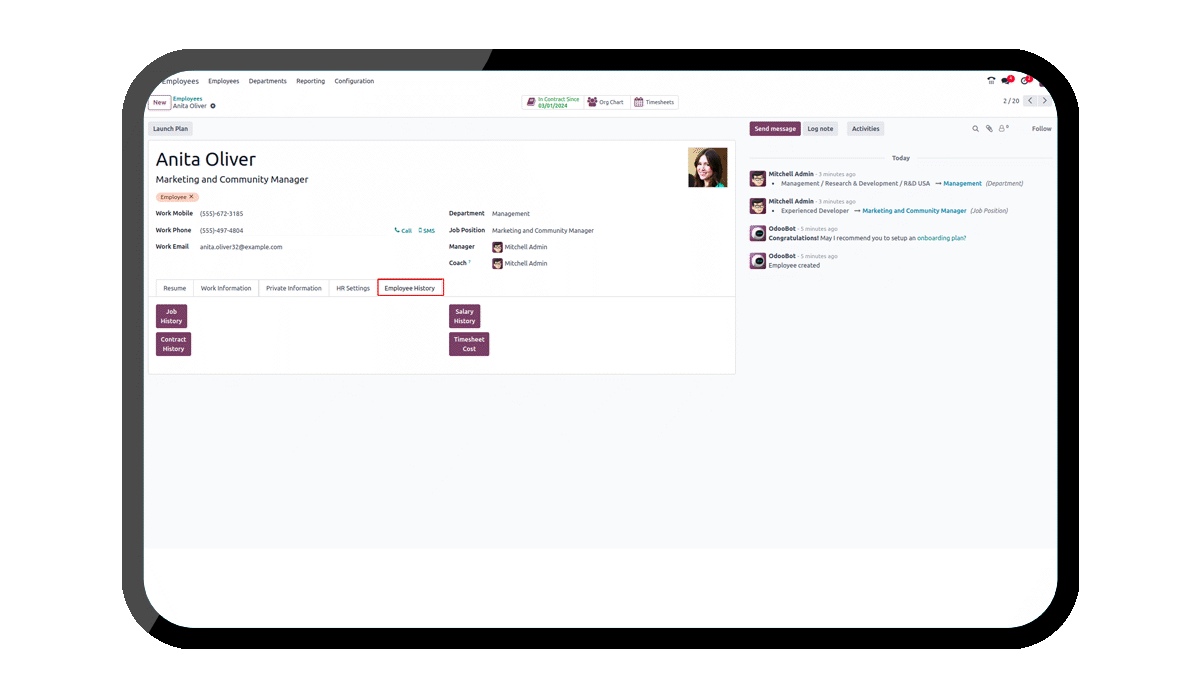 Employees Employees Departments Reporting Configuration
New Employees
Anita Oliver
In Contract Since
03/01/2024
Org Chart
Timesheets
2 / 20
Launch Plan
Send message Log note Activities
0
Follow
Anita Oliver
Marketing and Community Manager
Employee ×
Work Mobile (555)-672-3185
Work Phone (555)-497-4804 Call SMS
Work Email anita.oliver32@example.com
Department Management
Job Position Marketing and Community Manager
Manager Mitchell Admin
Coach ? Mitchell Admin
Resume Work Information Private Information HR Settings Employee History
Job
History
Contract
History
Salary
History
Timesheet
Cost
Today
Mitchell Admin - 3 minutes ago
• Management / Research & Development / R&D USA → Management (Department)
Mitchell Admin - 3 minutes ago
• Experienced Developer → Marketing and Community Manager (Job Position)
OdooBot - 5 minutes ago
Congratulations! May I recommend you to setup an onboarding plan?
OdooBot - 5 minutes ago
Employee created